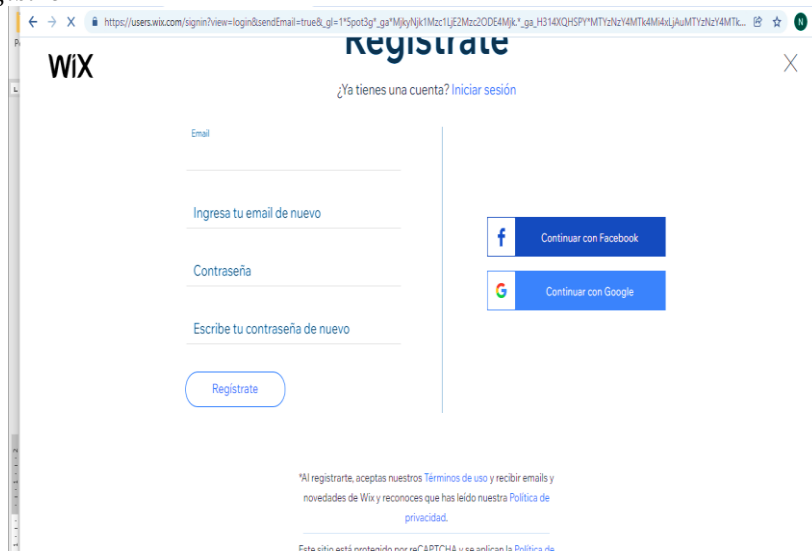 https://users.wix.com/signin?view=login&sendEmail=true&_gl=1*5pot3g*_ga*MjkyNjk1Mzc1LjE2Mzc2ODE4Mjk.*_ga_H314XQHSPY*MTYzNzY4MTk4Mi4xLjAuMTYzNzY4MTk...
N
Regístrate
WiX
X
¿Ya tienes una cuenta? Iniciar sesión
Email
Ingresa tu email de nuevo
Continuar con Facebook
Contraseña
Continuar con Google
Escribe tu contraseña de nuevo
Regístrate
*Al registrarte, aceptas nuestros Términos de uso y recibir emails y
novedades de Wix y reconoces que has leído nuestra Política de
privacidad.
Este sitio está protegido por reCAPTCHA y se aplican la Política de